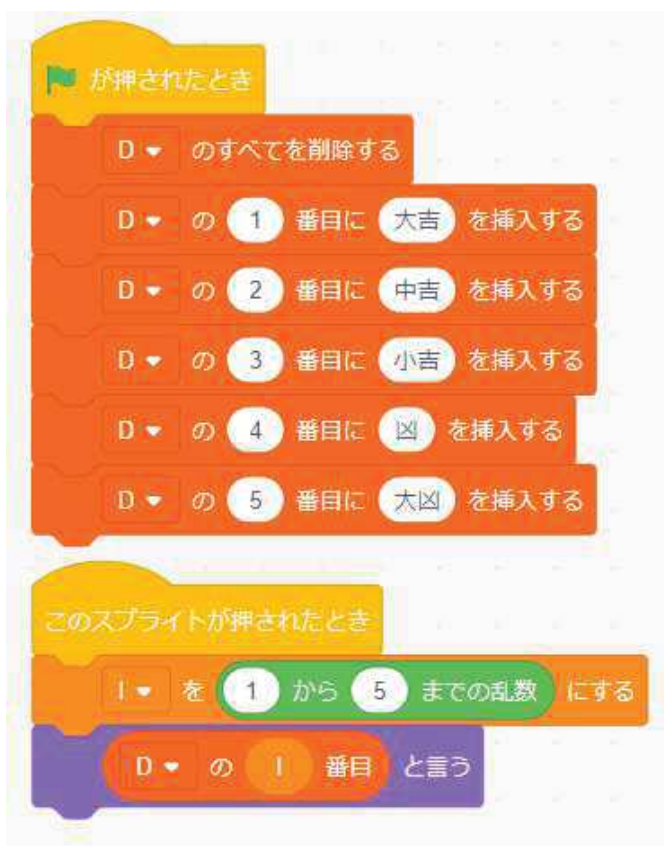 が押されたとき
D のすべてを削除する
D の 1 番目に 大吉 を挿入する
D の 2 番目に 中吉 を挿入する
D の 3 番目に 小吉 を挿入する
D の 4 番目に 凶 を挿入する
D の 5 番目に 大凶 を挿入する
このスプライトが押されたとき
I を 1 から 5 までの乱数 にする
D の I 番目 と言う